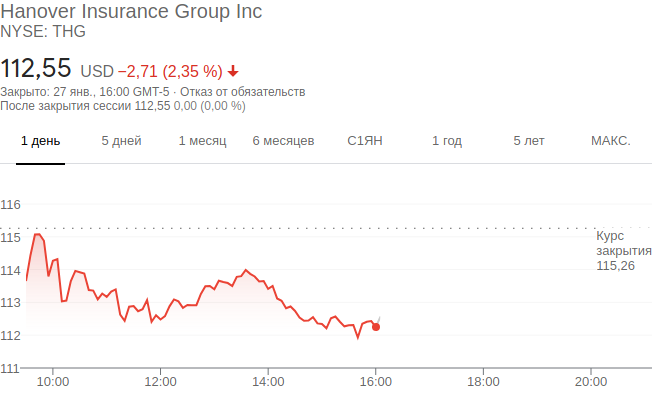 Hanover Insurance Group Inc
NYSE: THG
112,55 USD −2,71 (2,35 %)
Закрыто: 27 янв., 16:00 GMT-5 · Отказ от обязательств
После закрытия сессии 112,55 0,00 (0,00 %)
1 день 5 дней 1 месяц 6 месяцев С1ЯН 1 год 5 лет МАКС.
116
115
114
113
112
111
Курс
закрытия
115,26
10:00 12:00 14:00 16:00 18:00 20:00